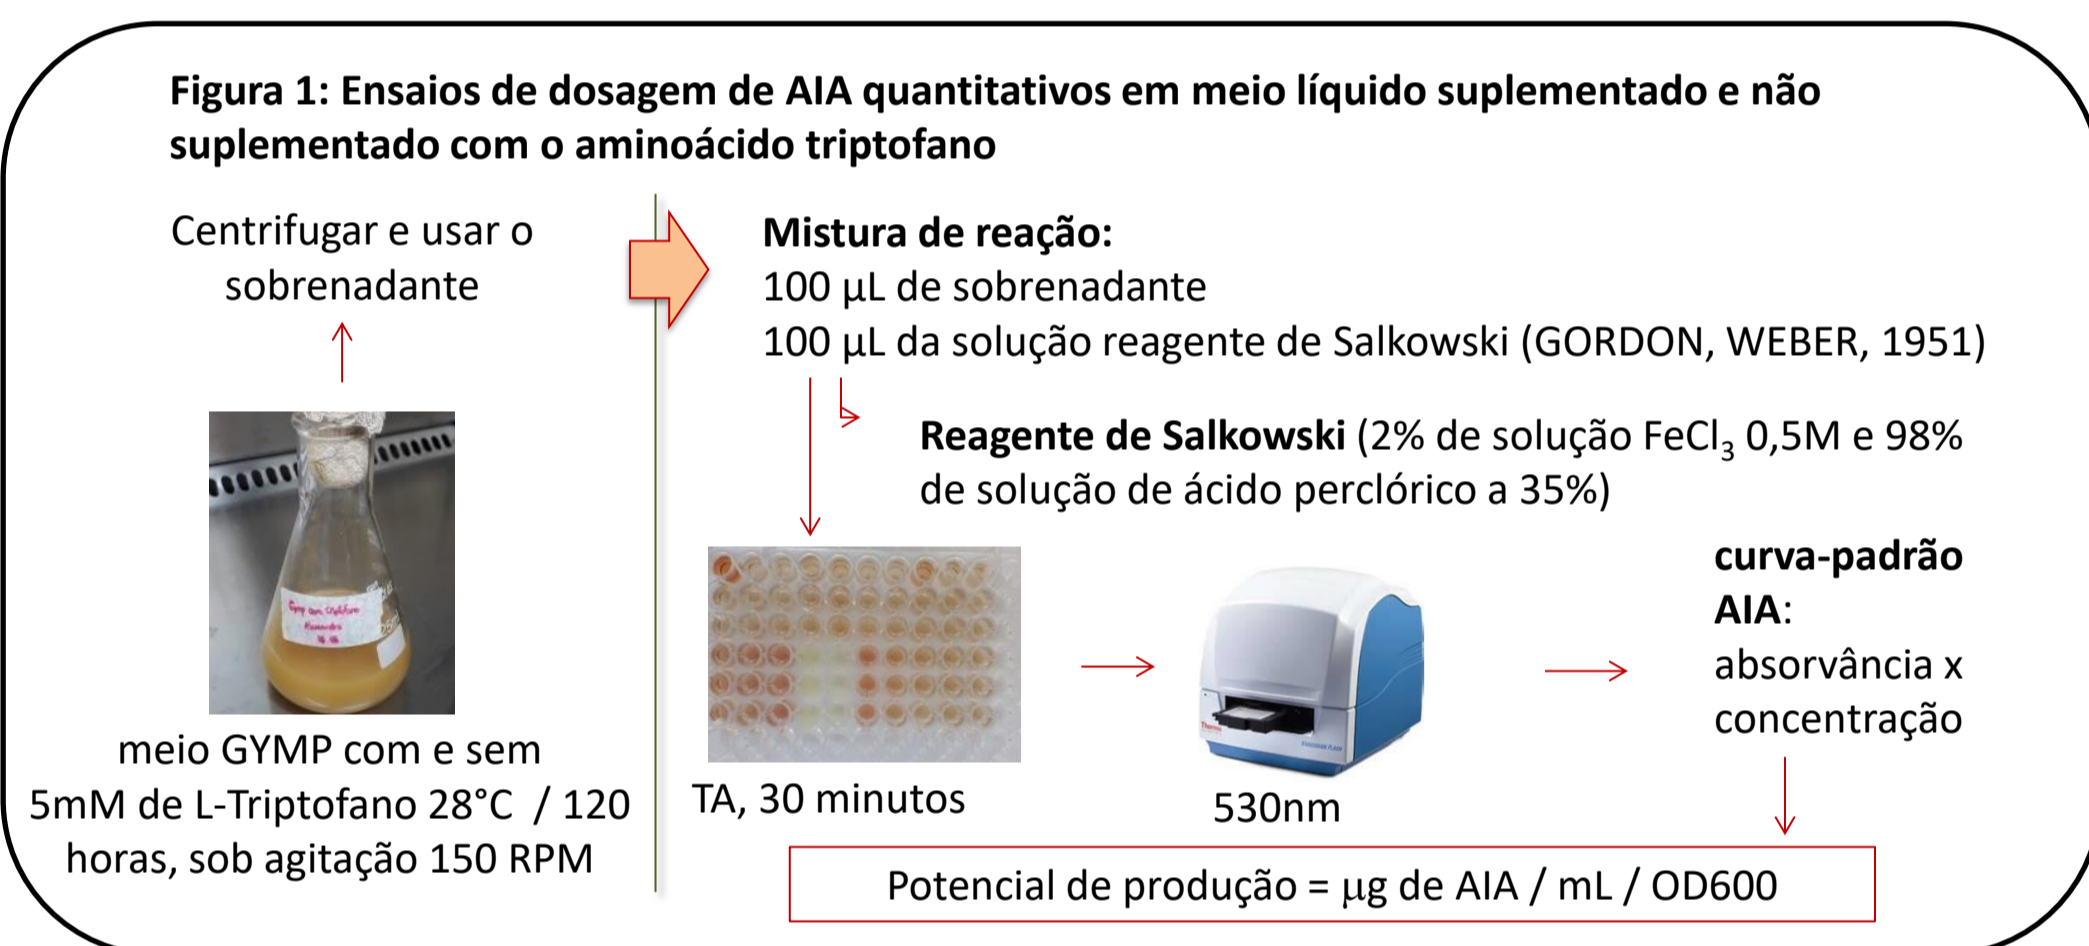 Figura 1: Ensaios de dosagem de AIA quantitativos em meio líquido suplementado e não
suplementado com o aminoácido triptofano
Centrifugar e usar o
sobrenadante
meio GYMP com e sem
5mM de L-Triptofano 28°C / 120
horas, sob agitação 150 RPM
Mistura de reação:
100 µL de sobrenadante
100 µL da solução reagente de Salkowski (GORDON, WEBER, 1951)
Reagente de Salkowski (2% de solução FeCl₃ 0,5M e 98%
de solução de ácido perclórico a 35%)
TA, 30 minutos
530nm
curva-padrão
AIA:
absorvância x
concentração
Potencial de produção = µg de AIA / mL / OD600